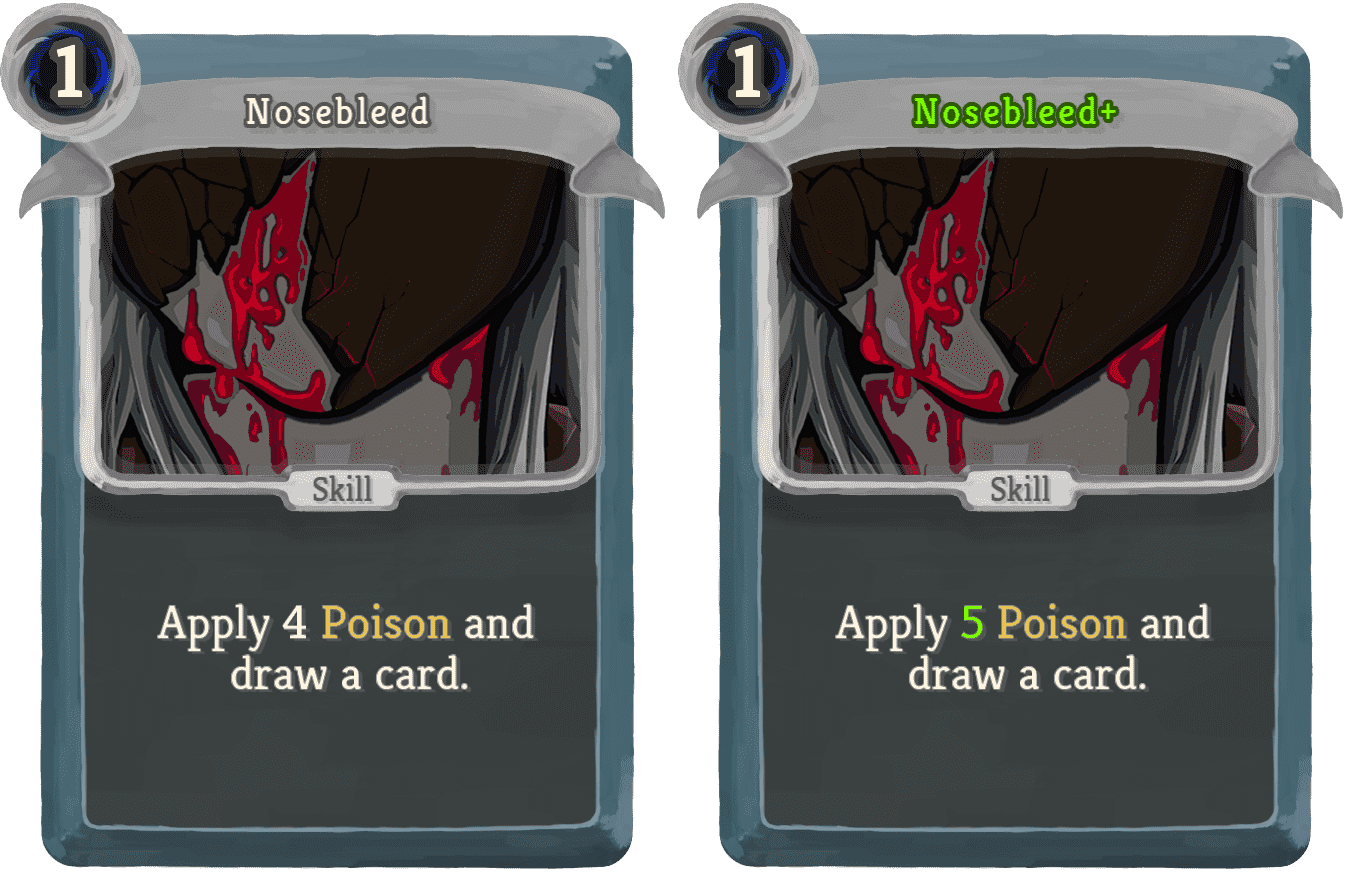 1
Nosebleed
Skill
Apply 4 Poison and
draw a card.
1
Nosebleed+
Skill
Apply 5 Poison and
draw a card.